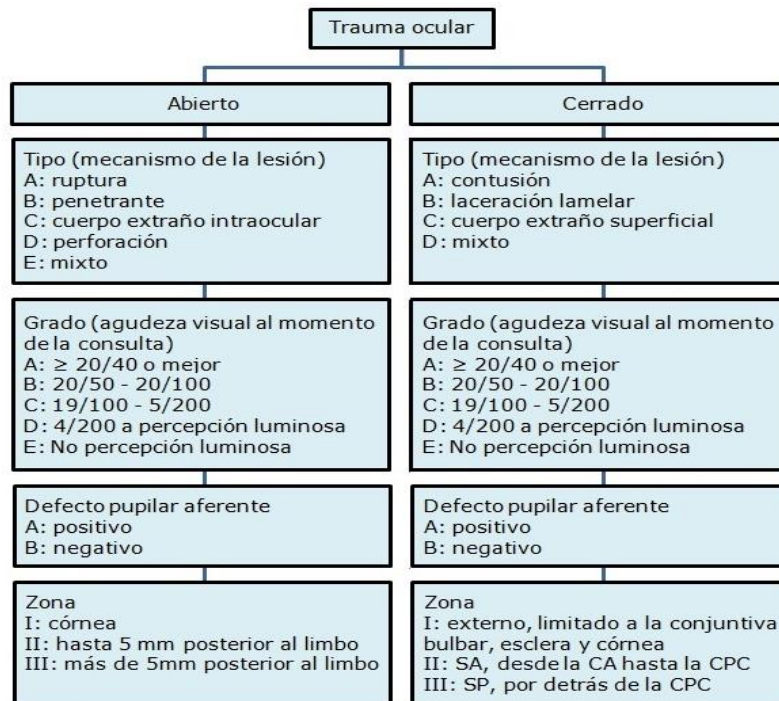 Trauma ocular
Abierto
Cerrado
Tipo (mecanismo de la lesión)
A: ruptura
B: penetrante
C: cuerpo extraño intraocular
D: perforación
E: mixto
Tipo (mecanismo de la lesión)
A: contusión
B: laceración lamelar
C: cuerpo extraño superficial
D: mixto
Grado (agudeza visual al momento
de la consulta)
A: ≥ 20/40 o mejor
B: 20/50 - 20/100
C: 19/100 - 5/200
D: 4/200 a percepción luminosa
E: No percepción luminosa
Grado (agudeza visual al momento
de la consulta)
A: ≥ 20/40 o mejor
B: 20/50 - 20/100
C: 19/100 - 5/200
D: 4/200 a percepción luminosa
E: No percepción luminosa
Defecto pupilar aferente
A: positivo
B: negativo
Defecto pupilar aferente
A: positivo
B: negativo
Zona
I: córnea
II: hasta 5 mm posterior al limbo
III: más de 5mm posterior al limbo
Zona
I: externo, limitado a la conjuntiva
bulbar, esclera y córnea
II: SA, desde la CA hasta la CPC
III: SP, por detrás de la CPC